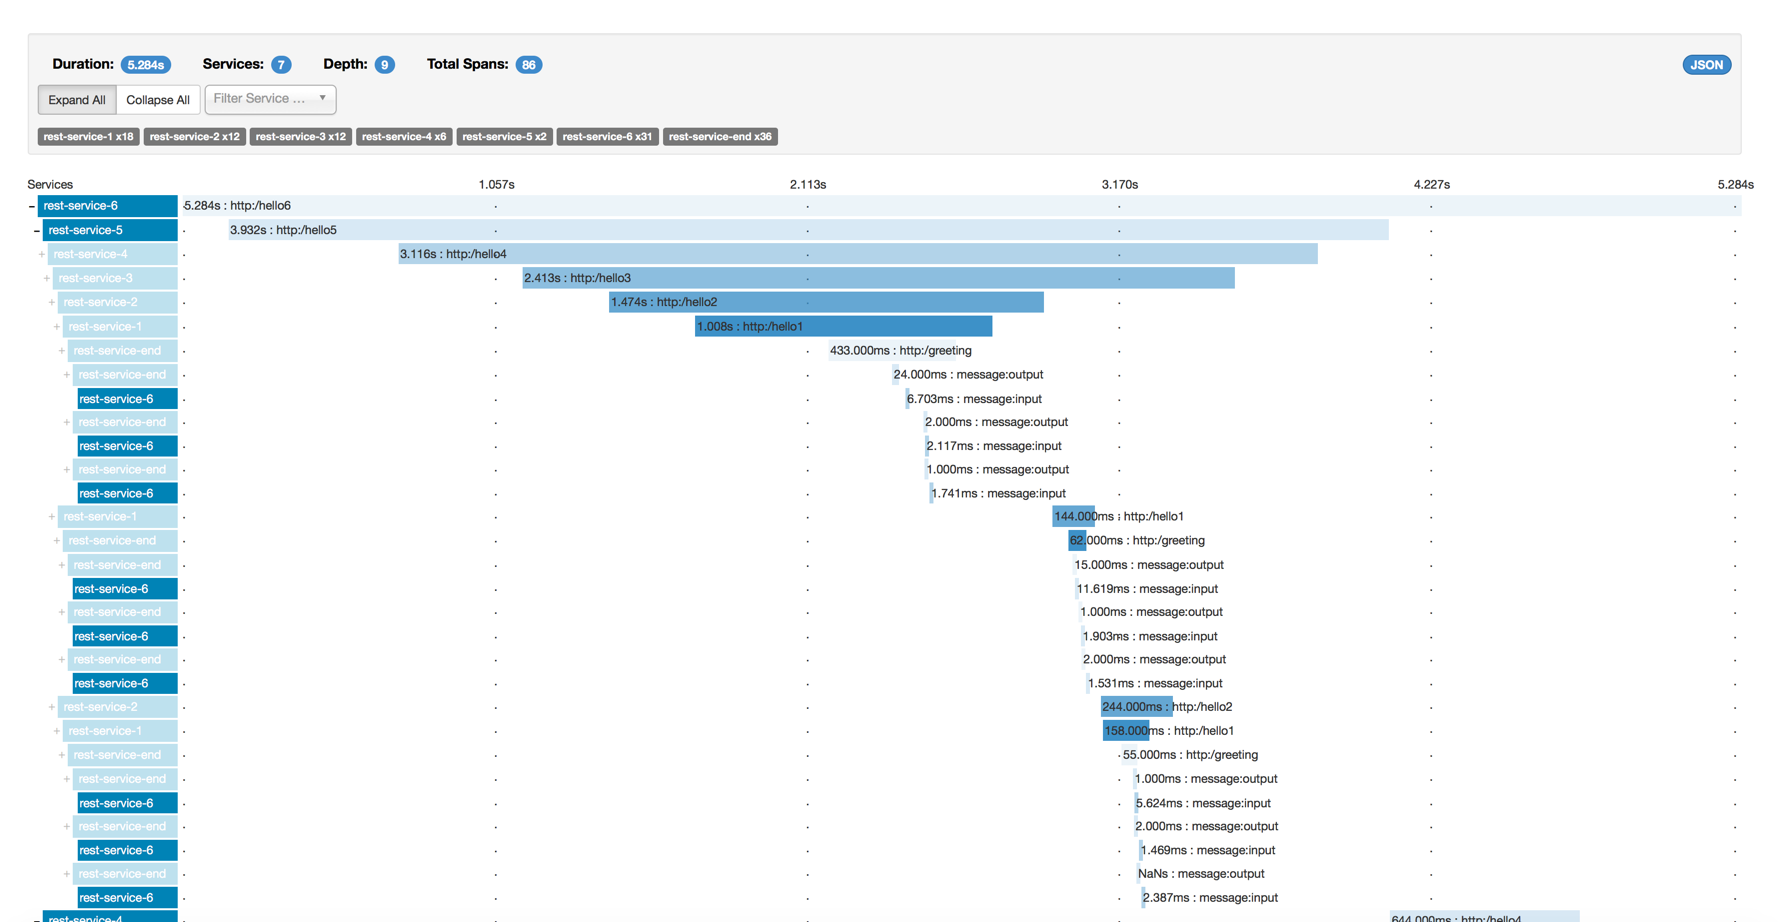 Duration: 5.284s Services: 7 Depth: 9 Total Spans: 86 JSON
Expand All Collapse All Filter Service ...
rest-service-1 x18 rest-service-2 x12 rest-service-3 x12 rest-service-4 x6 rest-service-5 x2 rest-service-6 x31 rest-service-end x36
Services 1.057s 2.113s 3.170s 4.227s 5.284s
- rest-service-6 5.284s : http:/hello6
- rest-service-5 3.932s : http:/hello5
+ rest-service-4 3.116s : http:/hello4
+ rest-service-3 2.413s : http:/hello3
+ rest-service-2 1.474s : http:/hello2
+ rest-service-1 1.008s : http:/hello1
+ rest-service-end 433.000ms : http:/greeting
+ rest-service-end 24.000ms : message:output
rest-service-6 6.703ms : message:input
+ rest-service-end 2.000ms : message:output
rest-service-6 2.117ms : message:input
+ rest-service-end 1.000ms : message:output
rest-service-6 1.741ms : message:input
+ rest-service-1 144.000ms : http:/hello1
+ rest-service-end 62.000ms : http:/greeting
+ rest-service-end 15.000ms : message:output
rest-service-6 11.619ms : message:input
+ rest-service-end 1.000ms : message:output
rest-service-6 1.903ms : message:input
+ rest-service-end 2.000ms : message:output
rest-service-6 1.531ms : message:input
+ rest-service-2 244.000ms : http:/hello2
+ rest-service-1 158.000ms : http:/hello1
+ rest-service-end 55.000ms : http:/greeting
+ rest-service-end 1.000ms : message:output
rest-service-6 5.624ms : message:input
+ rest-service-end 2.000ms : message:output
rest-service-6 1.469ms : message:input
+ rest-service-end NaNs : message:output
rest-service-6 2.387ms : message:input
- rest-service-4 644.000ms : http:/hello4